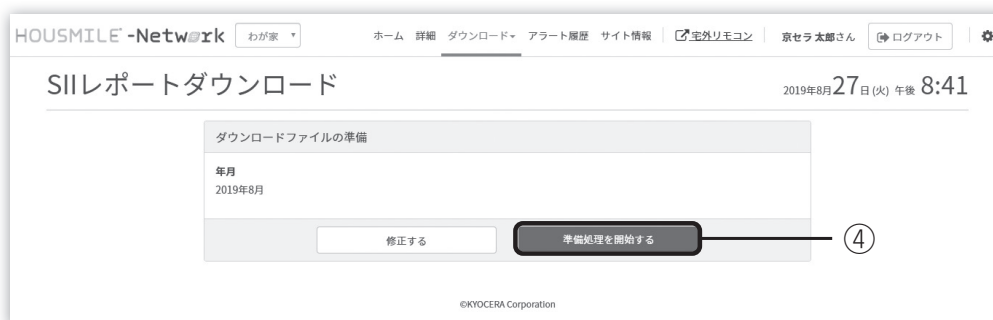 HOUSMILE-Network わが家 ▼ ホーム 詳細 ダウンロード▾ アラート履歴 サイト情報 宅外リモコン 京セラ 太郎さん ログアウト
SIIレポートダウンロード 2019年8月27日(火) 午後 8:41
ダウンロードファイルの準備
年月
2019年8月
修正する 準備処理を開始する ④
©KYOCERA Corporation